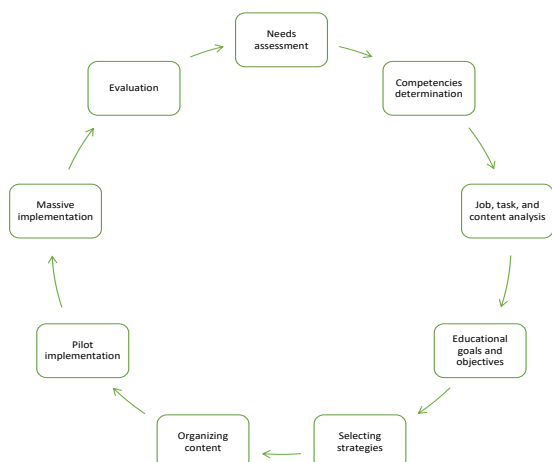 Needs
assessment
Competencies
determination
Job, task, and
content analysis
Educational
goals and
objectives
Selecting
strategies
Organizing
content
Pilot
implementation
Massive
implementation
Evaluation